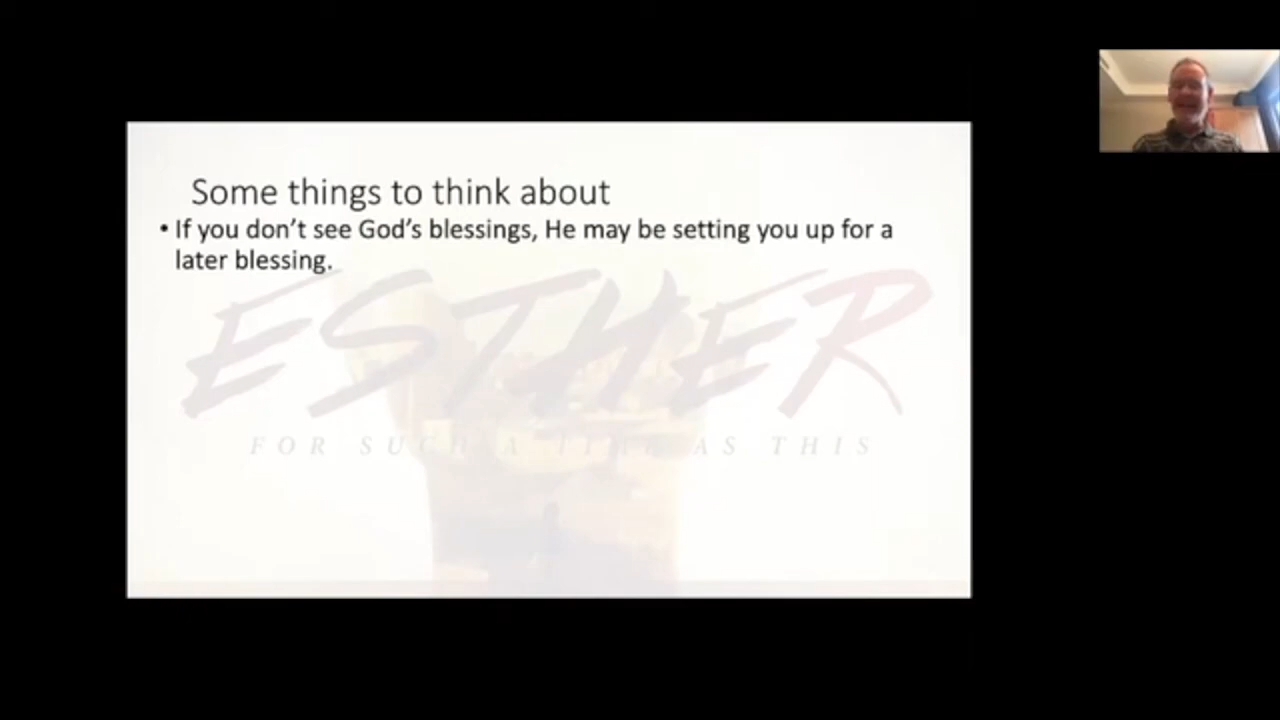 Some things to think about
• If you don't see God's blessings, He may be setting you up for a
later blessing.
ESTHER
FOR SUCH A TIME AS THIS